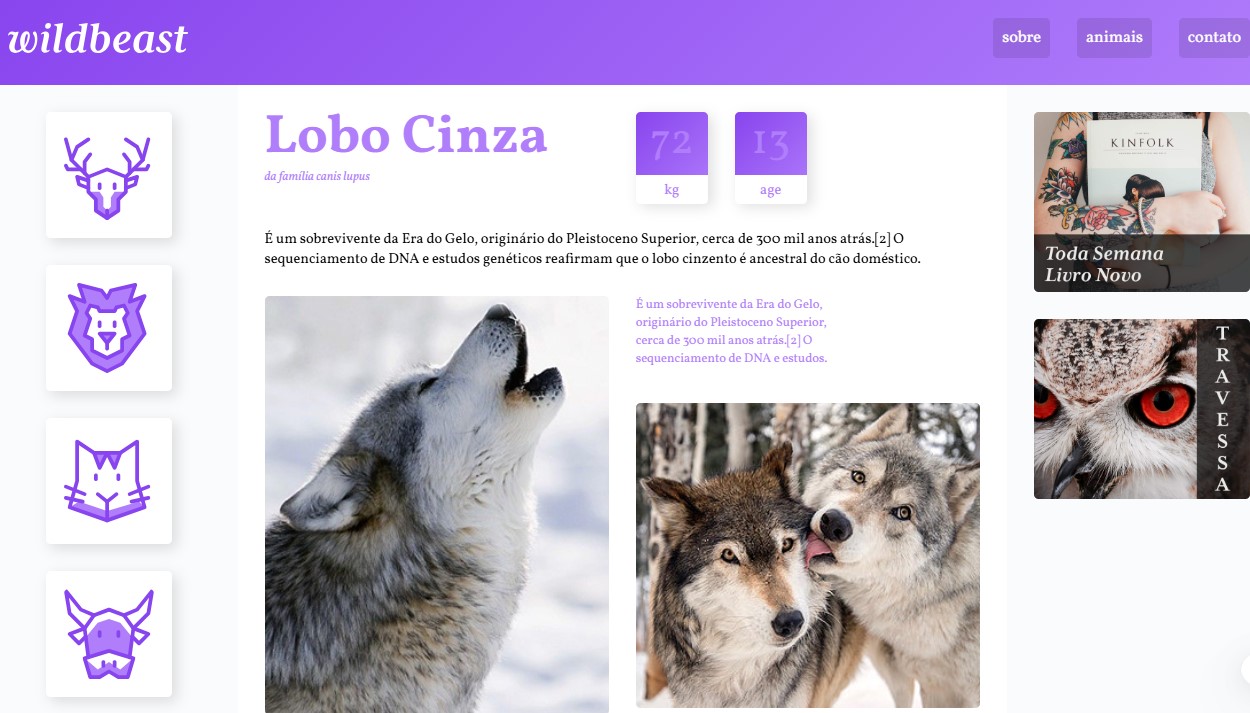 wildbeast
sobre
animais
contato
Lobo Cinza
da família canis lupus
72
kg
13
age
É um sobrevivente da Era do Gelo, originário do Pleistoceno Superior, cerca de 300 mil anos atrás.[2] O
sequenciamento de DNA e estudos genéticos reafirmam que o lobo cinzento é ancestral do cão doméstico.
É um sobrevivente da Era do Gelo,
originário do Pleistoceno Superior,
cerca de 300 mil anos atrás.[2] O
sequenciamento de DNA e estudos.
KINFOLK
Toda Semana
Livro Novo
TRAVESSA